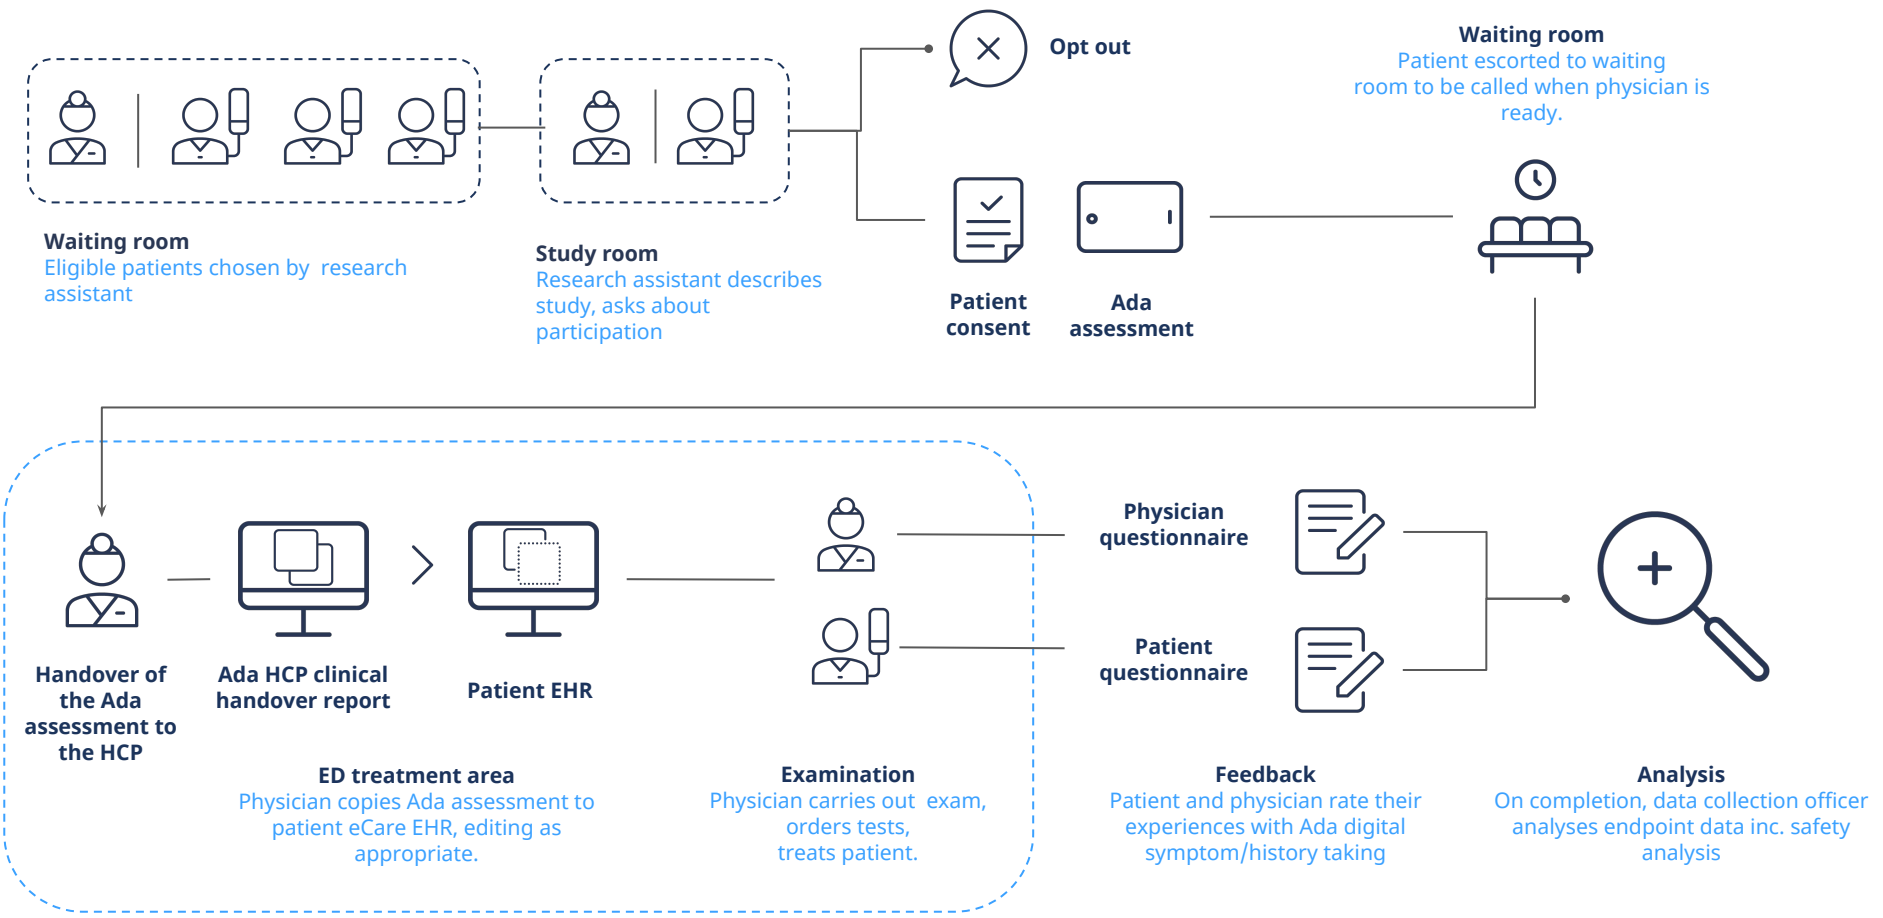 Opt out
Waiting room
Patient escorted to waiting
room to be called when physician is
ready.
Waiting room
Eligible patients chosen by  research
assistant
Study room
Research assistant describes
study, asks about
participation
Patient
consent
Ada
assessment
Handover of
the Ada
assessment to
the HCP
Ada HCP clinical
handover report
Patient EHR
ED treatment area
Physician copies Ada assessment to
patient eCare EHR, editing as
appropriate.
Examination
Physician carries out  exam,
orders tests,
treats patient.
Physician
questionnaire
Patient
questionnaire
Feedback
Patient and physician rate their
experiences with Ada digital
symptom/history taking
Analysis
On completion, data collection officer
analyses endpoint data inc. safety
analysis